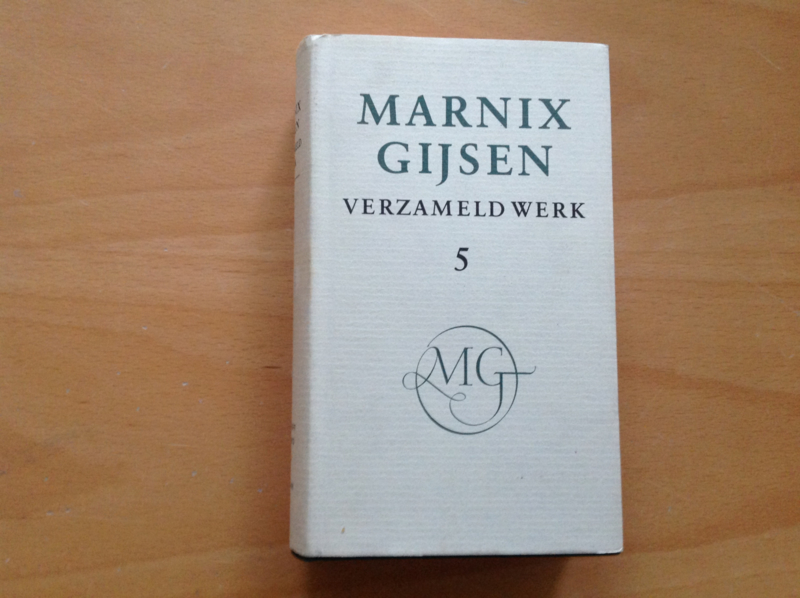 MARNIX
GIJSEN
VERZAMELD WERK
5
MG